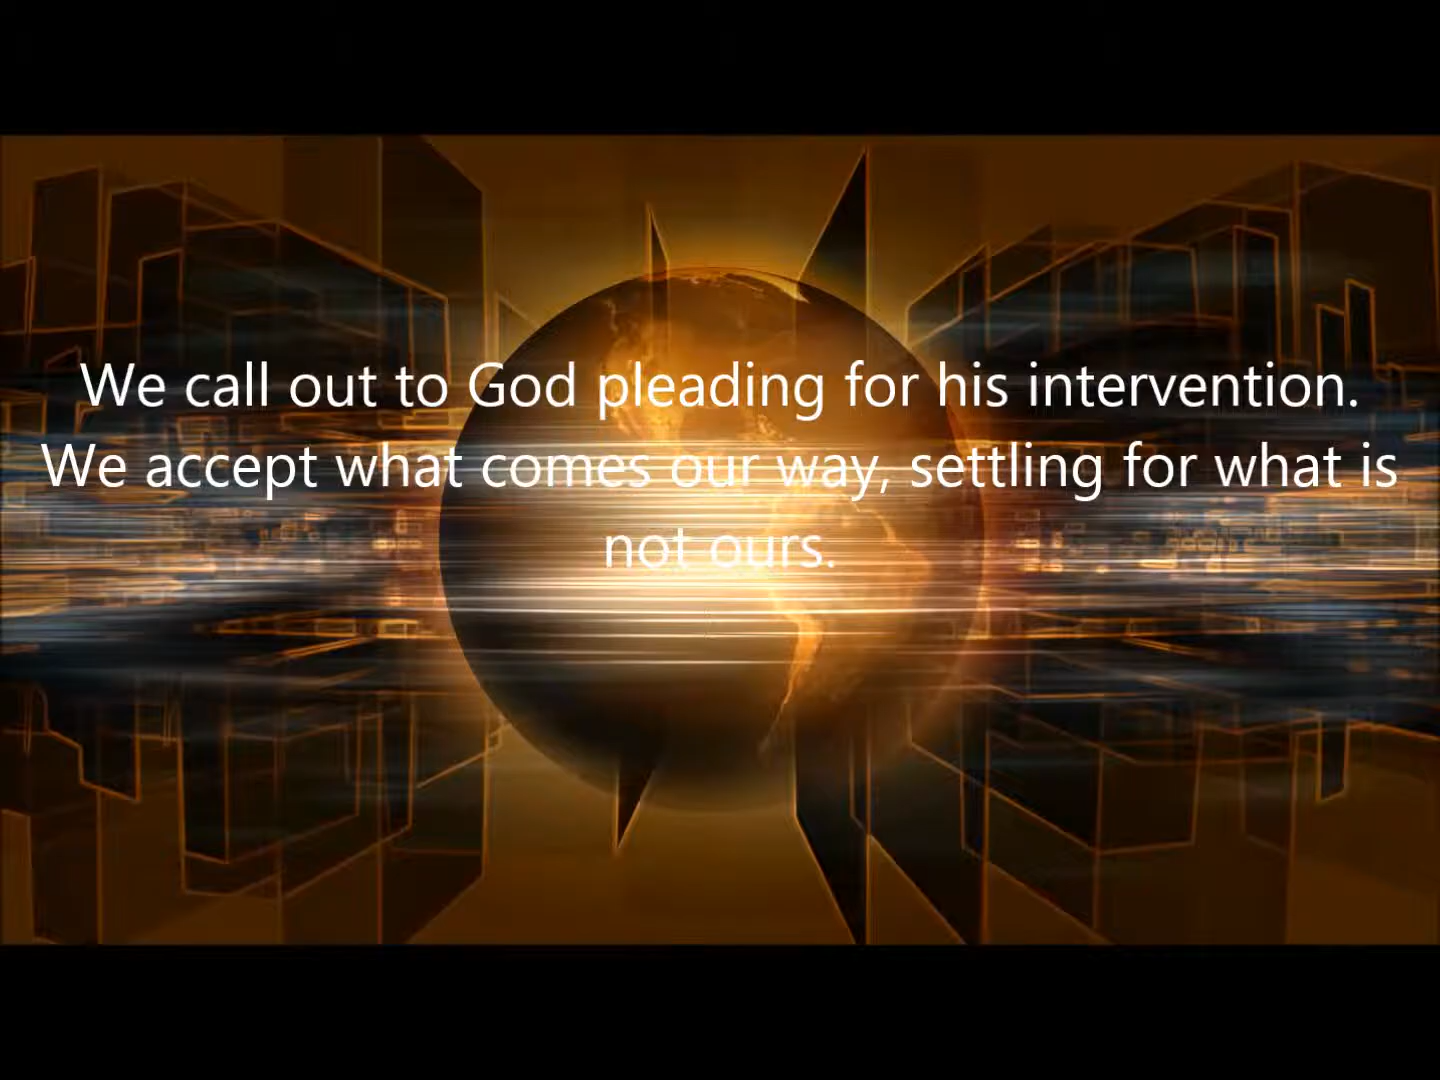 We call out to God pleading for his intervention.
We accept what comes our way, settling for what is
not ours.